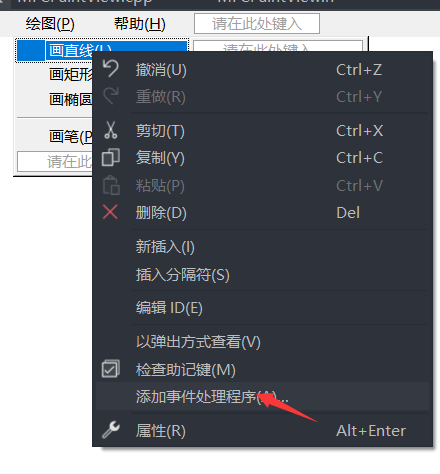 绘图(P) 帮助(H) 请在此处键入
画直线(L) 请在此处键入
画矩形
画椭圆
画笔(P
请在此
撤消(U) Ctrl+Z
重做(R) Ctrl+Y
剪切(T) Ctrl+X
复制(Y) Ctrl+C
粘贴(P) Ctrl+V
删除(D) Del
新插入(I)
插入分隔符(S)
编辑 ID(E)
以弹出方式查看(V)
检查助记键(M)
添加事件处理程序(A)...
属性(R) Alt+Enter